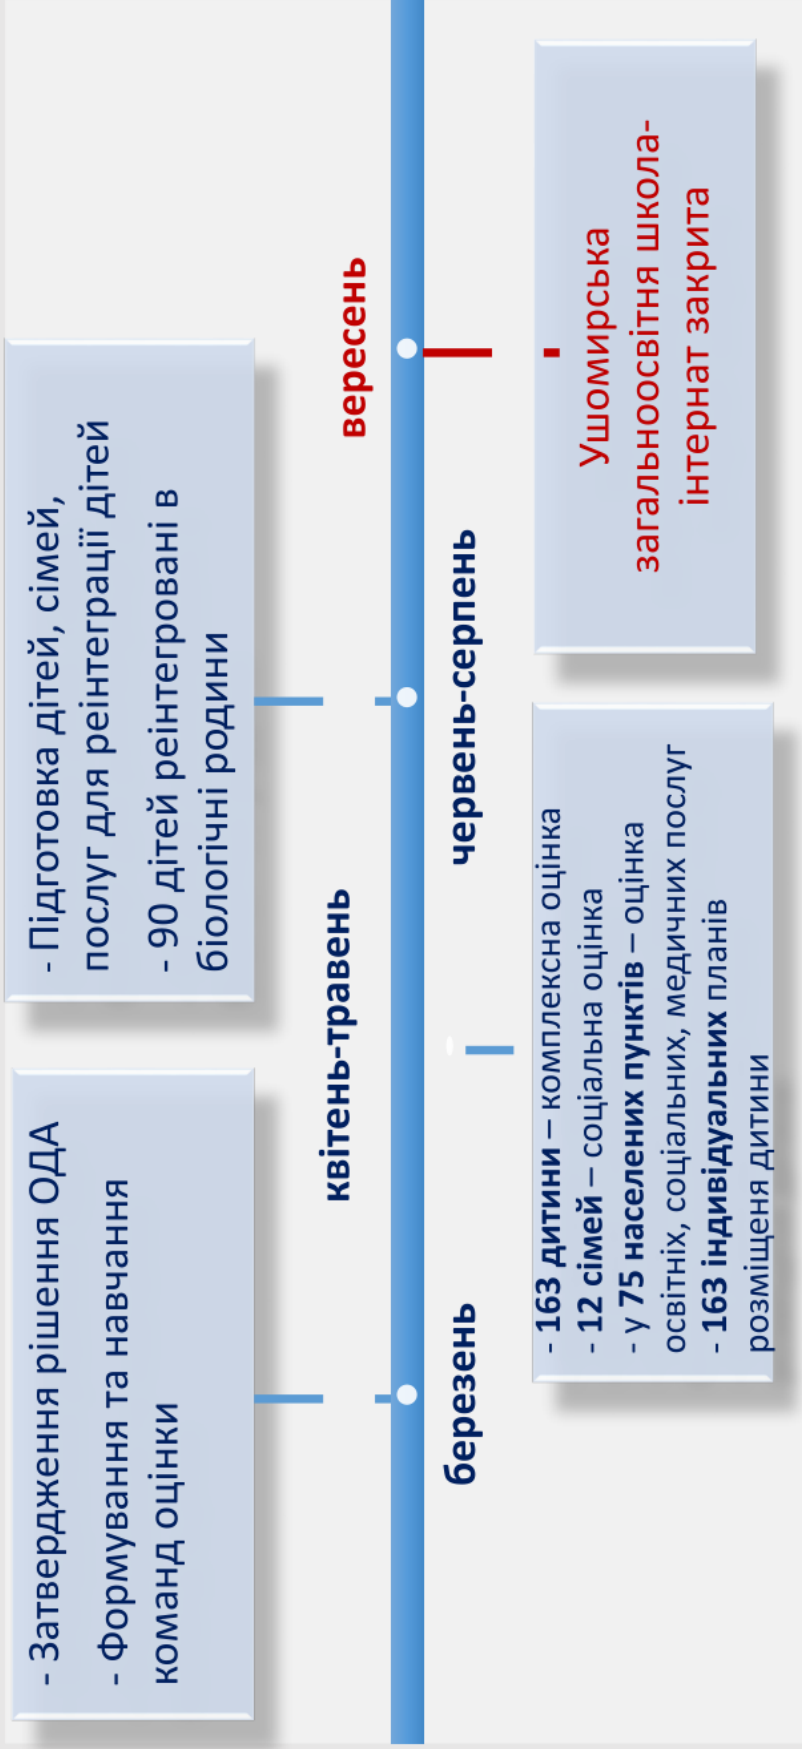 - Затвердження рішення ОДА
- Формування та навчання
команд оцінки
березень
квітень-травень
- 163 дитини – комплексна оцінка
- 12 сімей – соціальна оцінка
- у 75 населених пунктів – оцінка
освітніх, соціальних, медичних послуг
- 163 індивідуальних планів
розміщеня дитини
- Підготовка дітей, сімей,
послуг для реінтеграції дітей
- 90 дітей реінтегровані в
біологічні родини
червень-серпень
вересень
Ушомирська
загальноосвітня школа-
інтернат закрита